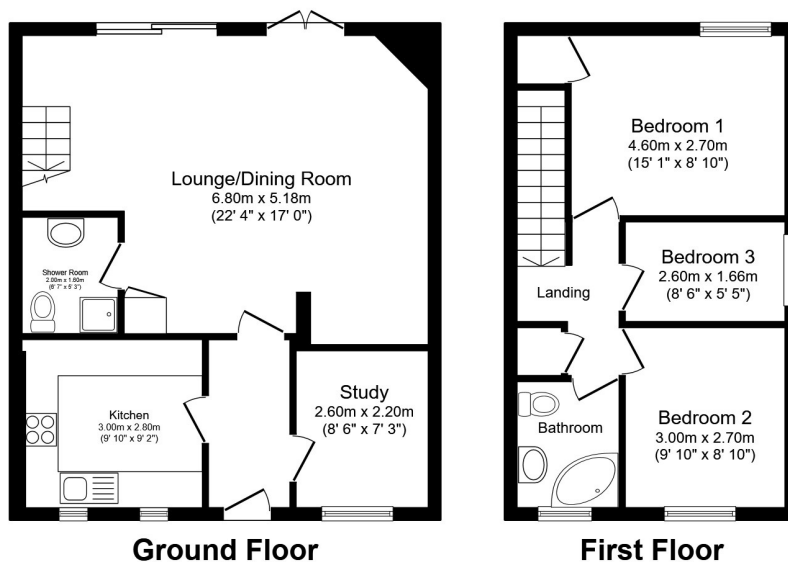 Lounge/Dining Room
6.80m x 5.18m
(22' 4" x 17' 0")
Shower Room
2.00m x 1.60m
(6' 7" x 5' 3")
Kitchen
3.00m x 2.80m
(9' 10" x 9' 2")
Study
2.60m x 2.20m
(8' 6" x 7' 3")
Ground Floor
Bedroom 1
4.60m x 2.70m
(15' 1" x 8' 10")
Bedroom 3
2.60m x 1.66m
(8' 6" x 5' 5")
Landing
Bathroom
Bedroom 2
3.00m x 2.70m
(9' 10" x 8' 10")
First Floor